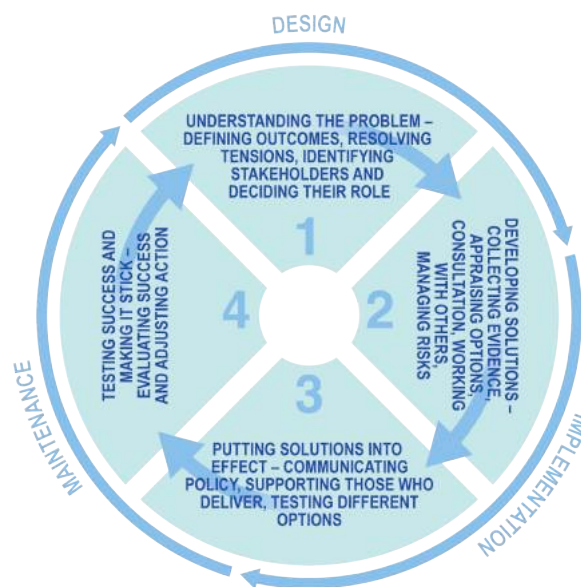 DESIGN
UNDERSTANDING THE PROBLEM –
DEFINING OUTCOMES, RESOLVING
TENSIONS, IDENTIFYING
STAKEHOLDERS AND
DECIDING THEIR ROLE
1
DEVELOPING SOLUTIONS –
COLLECTING EVIDENCE,
APPRAISING OPTIONS,
CONSULTATION, WORKING
WITH OTHERS,
MANAGING RISKS
2
IMPLEMENTATION
3
PUTTING SOLUTIONS INTO
EFFECT – COMMUNICATING
POLICY, SUPPORTING THOSE WHO
DELIVER, TESTING DIFFERENT
OPTIONS
TESTING SUCCESS AND
MAKING IT STICK –
EVALUATING SUCCESS
AND ADJUSTING ACTION
4
MAINTENANCE